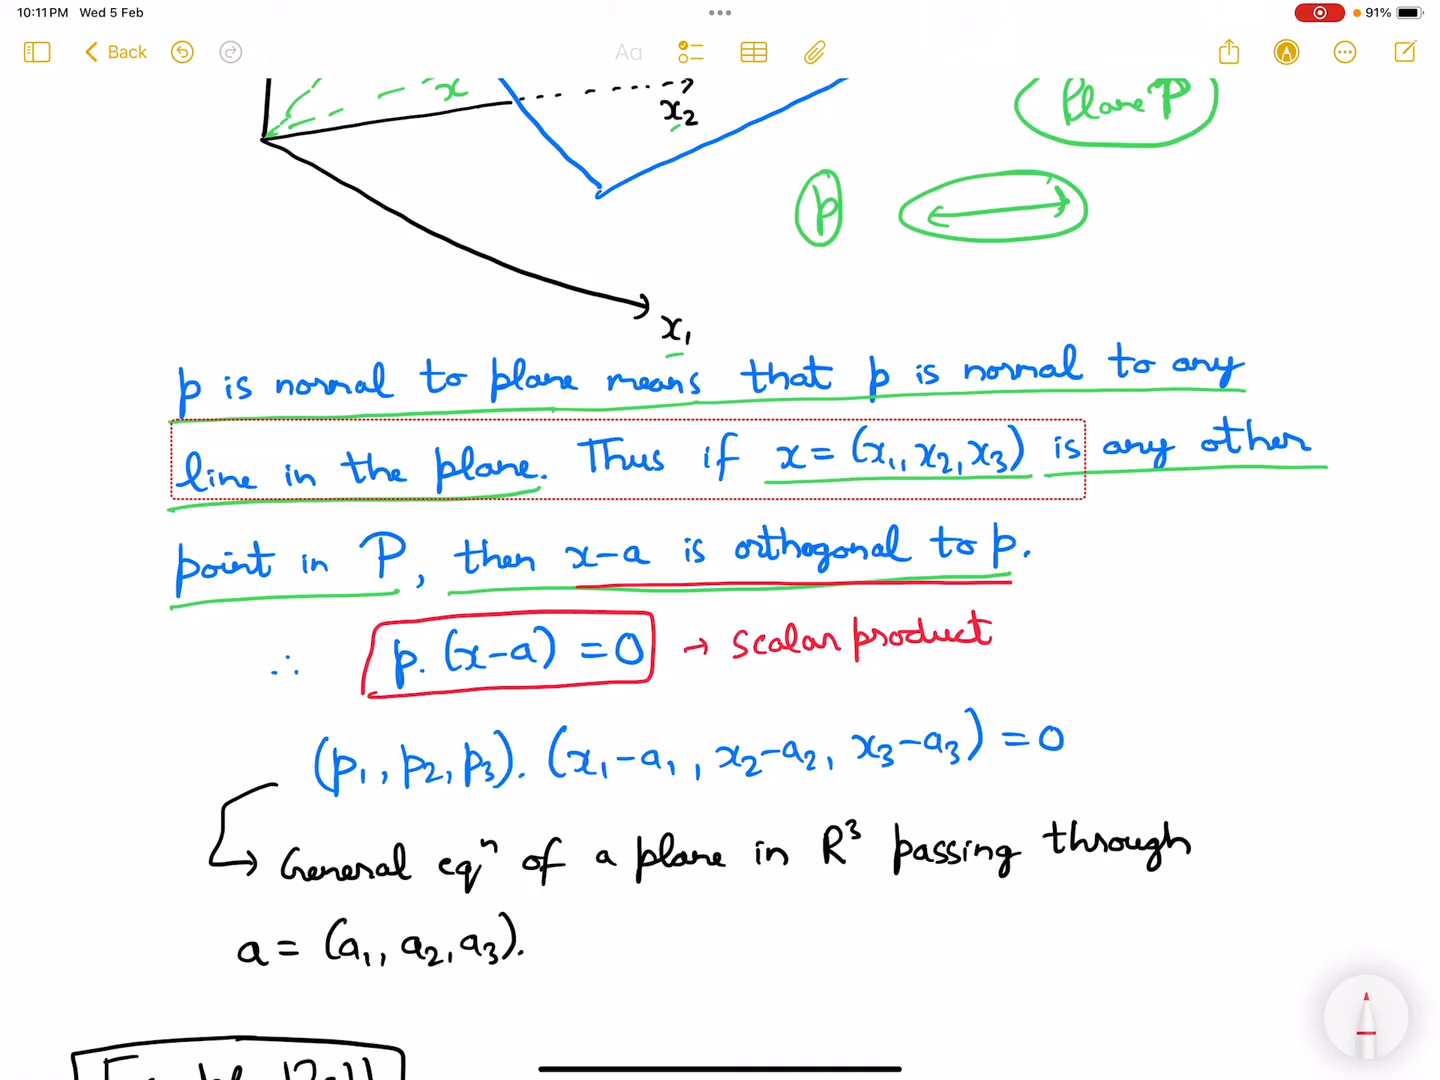 10:11 PM Wed 5 Feb
91%
Back
Aa
x
x2
Plane P
p
x1
p is normal to plane means that p is normal to any
line in the plane. Thus if x = (x1, x2, x3) is any other
point in P, then x-a is orthogonal to p.
∴ p. (x-a) = 0 → scalar product
(p1, p2, p3). (x1-a1, x2-a2, x3-a3) = 0
→ General eqn of a plane in R³ passing through
a = (a1, a2, a3).